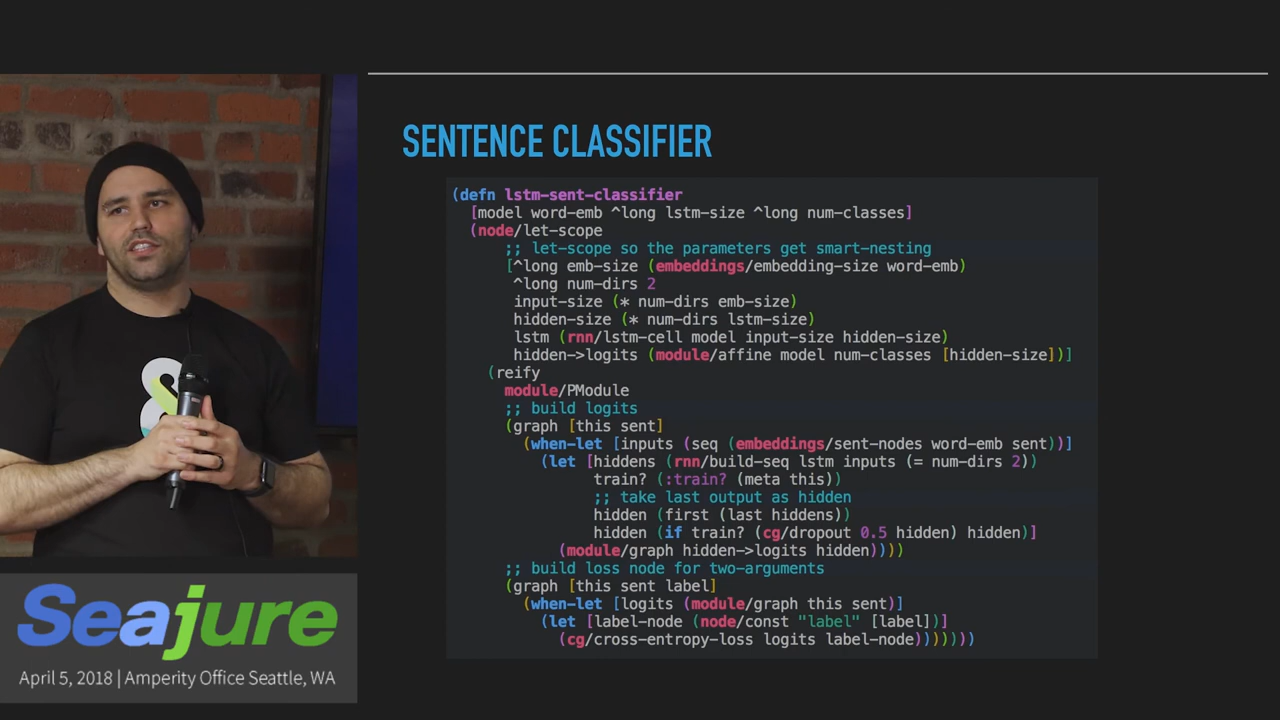 SENTENCE CLASSIFIER
(defn lstm-sent-classifier
[model word-emb ^long lstm-size ^long num-classes]
(node/let-scope
;; let-scope so the parameters get smart-nesting
[^long emb-size (embeddings/embedding-size word-emb)
^long num-dirs 2
input-size (* num-dirs emb-size)
hidden-size (* num-dirs lstm-size)
lstm (rnn/lstm-cell model input-size hidden-size)
hidden->logits (module/affine model num-classes [hidden-size])]
(reify
module/PModule
;; build logits
(graph [this sent]
(when-let [inputs (seq (embeddings/sent-nodes word-emb sent))]
(let [hiddens (rnn/build-seq lstm inputs (= num-dirs 2))
train? (:train? (meta this))
;; take last output as hidden
hidden (first (last hiddens))
hidden (if train? (cg/dropout 0.5 hidden) hidden)]
(module/graph hidden->logits hidden))))
;; build loss node for two-arguments
(graph [this sent label]
(when-let [logits (module/graph this sent)]
(let [label-node (node/const "label" [label])]
(cg/cross-entropy-loss logits label-node)))))))
Seajure
April 5, 2018 | Amperity Office Seattle, WA